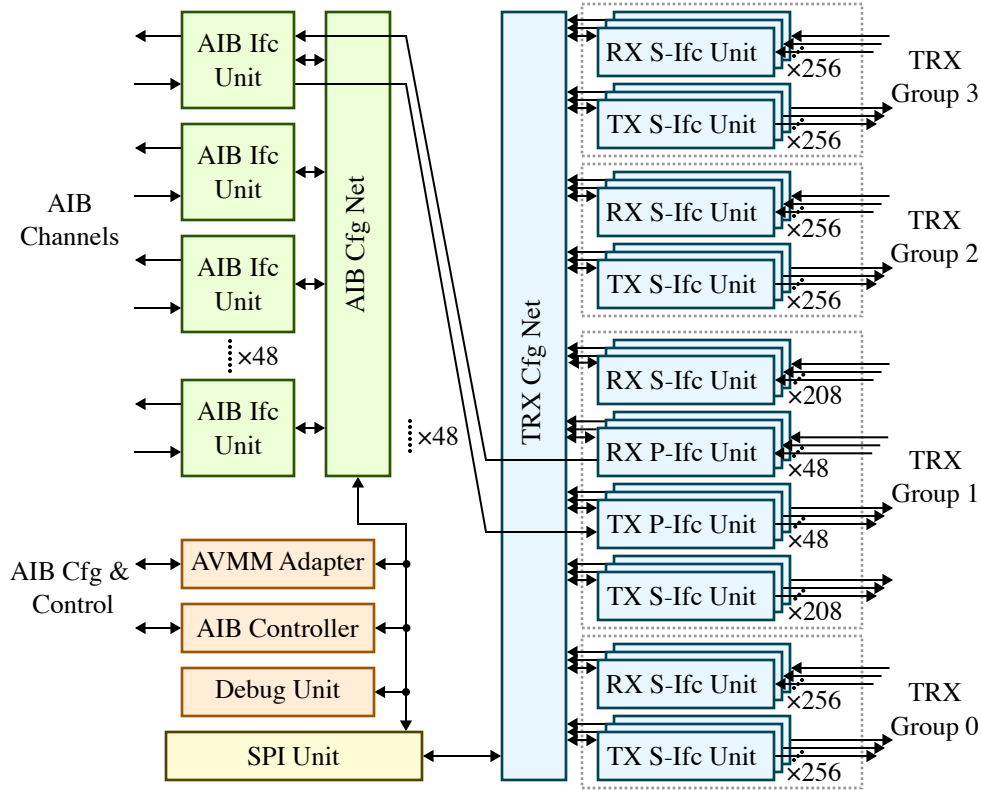 AIB Ifc
Unit
AIB Ifc
Unit
AIB Ifc
Unit
×48
AIB Ifc
Unit
AIB
Channels
AIB Cfg Net
×48
AIB Cfg &
Control
AVMM Adapter
AIB Controller
Debug Unit
SPI Unit
TRX Cfg Net
RX S-Ifc Unit
×256
TX S-Ifc Unit
×256
TRX
Group 3
RX S-Ifc Unit
×256
TX S-Ifc Unit
×256
TRX
Group 2
RX S-Ifc Unit
×208
RX P-Ifc Unit
×48
TX P-Ifc Unit
×48
TX S-Ifc Unit
×208
TRX
Group 1
RX S-Ifc Unit
×256
TX S-Ifc Unit
×256
TRX
Group 0